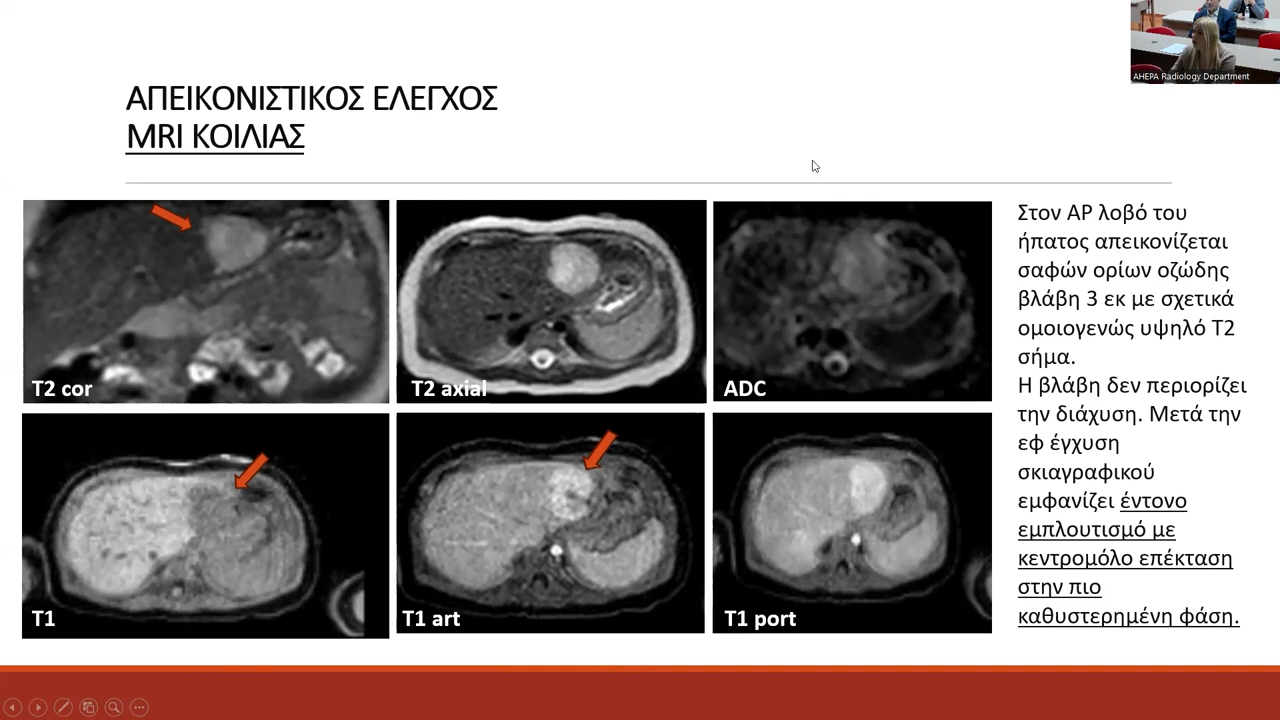 AHEPA Radiology Department
ΑΠΕΙΚΟΝΙΣΤΙΚΟΣ ΕΛΕΓΧΟΣ
MRI ΚΟΙΛΙΑΣ
T2 cor
T2 axial
ADC
T1
T1 art
T1 port
Στον ΑΡ λοβό του
ήπατος απεικονίζεται
σαφών ορίων οζώδης
βλάβη 3 εκ με σχετικά
ομοιογενώς υψηλό Τ2
σήμα.
Η βλάβη δεν περιορίζει
την διάχυση. Μετά την
εφ έγχυση
σκιαγραφικού
εμφανίζει έντονο
εμπλουτισμό με
κεντρομόλο επέκταση
στην πιο
καθυστερημένη φάση.